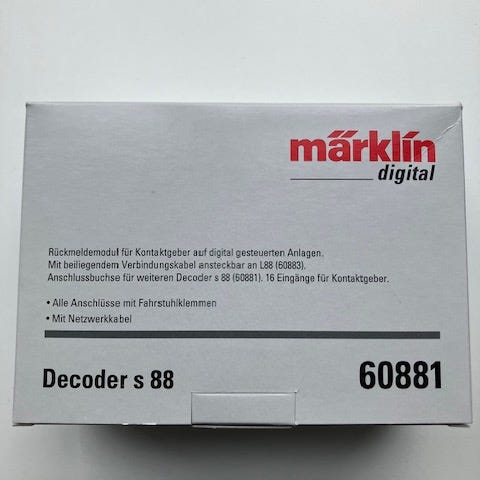 märklin
digital
Rückmeldemodul für Kontaktgeber auf digital gesteuerten Anlagen.
Mit beiliegendem Verbindungskabel ansteckbar an L88 (60883).
Anschlussbuchse für weiteren Decoder s 88 (60881). 16 Eingänge für Kontaktgeber.
• Alle Anschlüsse mit Fahrstuhlklemmen
• Mit Netzwerkkabel
Decoder s 88 60881